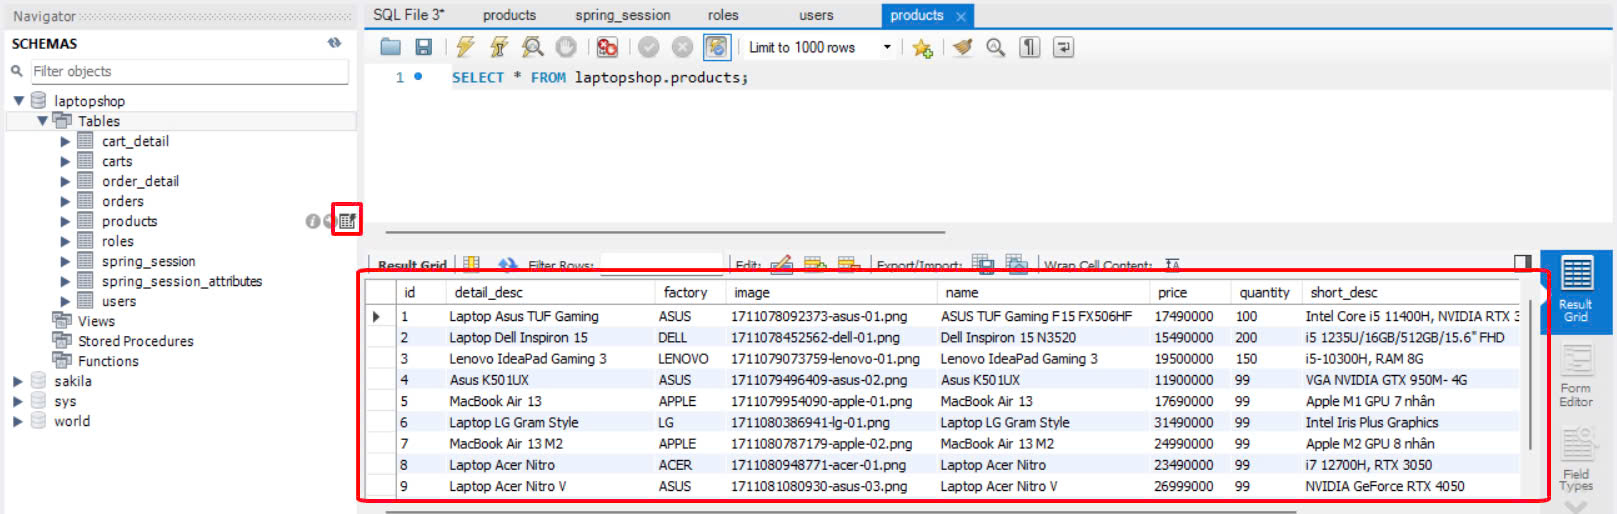 Navigator
SCHEMAS
Filter objects
laptopshop
Tables
cart_detail
carts
order_detail
orders
products
roles
spring_session
spring_session_attributes
users
Views
Stored Procedures
Functions
sakila
sys
world
SQL File 3* products spring_session roles users products
Limit to 1000 rows
1 SELECT * FROM laptopshop.products;
Result Grid Filter Rows: Edit: Export/Import: Wrap Cell Content:
id detail_desc factory image name price quantity short_desc
1 Laptop Asus TUF Gaming ASUS 1711078092373-asus-01.png ASUS TUF Gaming F15 FX506HF 17490000 100 Intel Core i5 11400H, NVIDIA RTX 3
2 Laptop Dell Inspiron 15 DELL 1711078452562-dell-01.png Dell Inspiron 15 N3520 15490000 200 i5 1235U/16GB/512GB/15.6" FHD
3 Lenovo IdeaPad Gaming 3 LENOVO 1711079073759-lenovo-01.png Lenovo IdeaPad Gaming 3 19500000 150 i5-10300H, RAM 8G
4 Asus K501UX ASUS 1711079496409-asus-02.png Asus K501UX 11900000 99 VGA NVIDIA GTX 950M- 4G
5 MacBook Air 13 APPLE 1711079954090-apple-01.png MacBook Air 13 17690000 99 Apple M1 GPU 7 nhân
6 Laptop LG Gram Style LG 1711080386941-lg-01.png Laptop LG Gram Style 31490000 99 Intel Iris Plus Graphics
7 MacBook Air 13 M2 APPLE 1711080787179-apple-02.png MacBook Air 13 M2 24990000 99 Apple M2 GPU 8 nhân
8 Laptop Acer Nitro ACER 1711080948771-acer-01.png Laptop Acer Nitro 23490000 99 i7 12700H, RTX 3050
9 Laptop Acer Nitro V ASUS 1711081080930-asus-03.png Laptop Acer Nitro V 26999000 99 NVIDIA GeForce RTX 4050
Result
Grid
Form
Editor
Field
Types